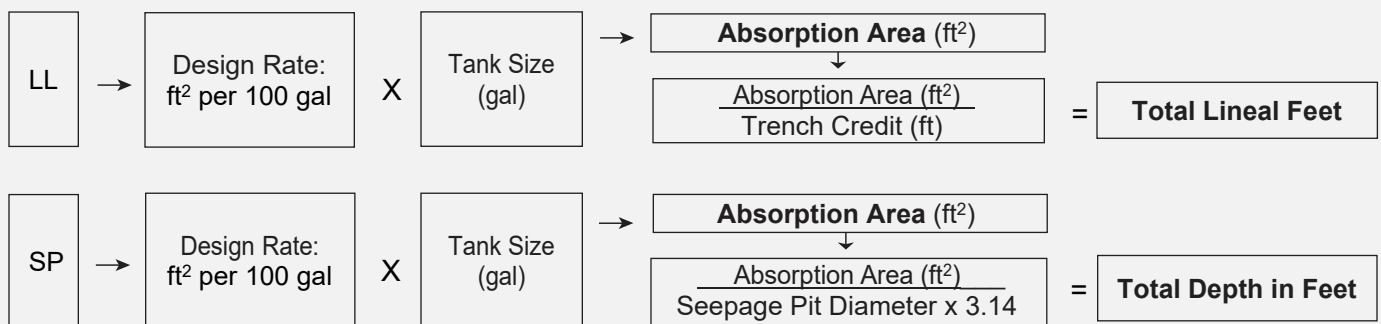 LL
→
Design Rate:
ft² per 100 gal
X
Tank Size
(gal)
→
Absorption Area (ft²)
↓
Absorption Area (ft²)
Trench Credit (ft)
=
Total Lineal Feet
SP
→
Design Rate:
ft² per 100 gal
X
Tank Size
(gal)
→
Absorption Area (ft²)
↓
Absorption Area (ft²)
Seepage Pit Diameter x 3.14
=
Total Depth in Feet